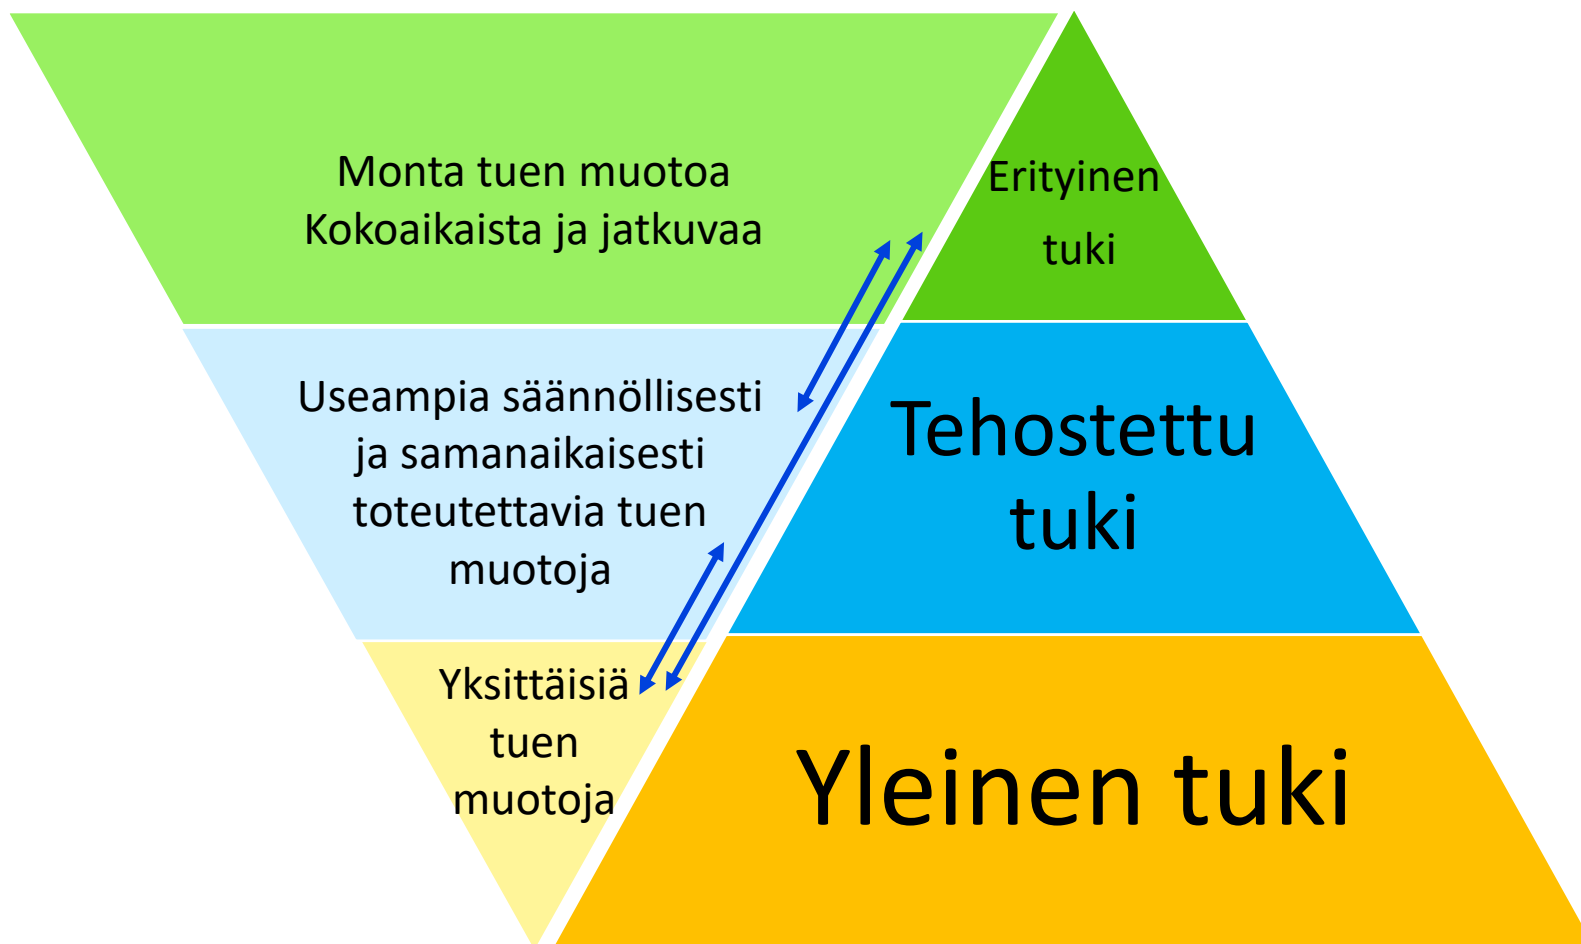 Monta tuen muotoa
Kokoaikaista ja jatkuvaa
Erityinen
tuki
Useampia säännöllisesti
ja samanaikaisesti
toteutettavia tuen
muotoja
Tehostettu
tuki
Yksittäisiä
tuen
muotoja
Yleinen tuki